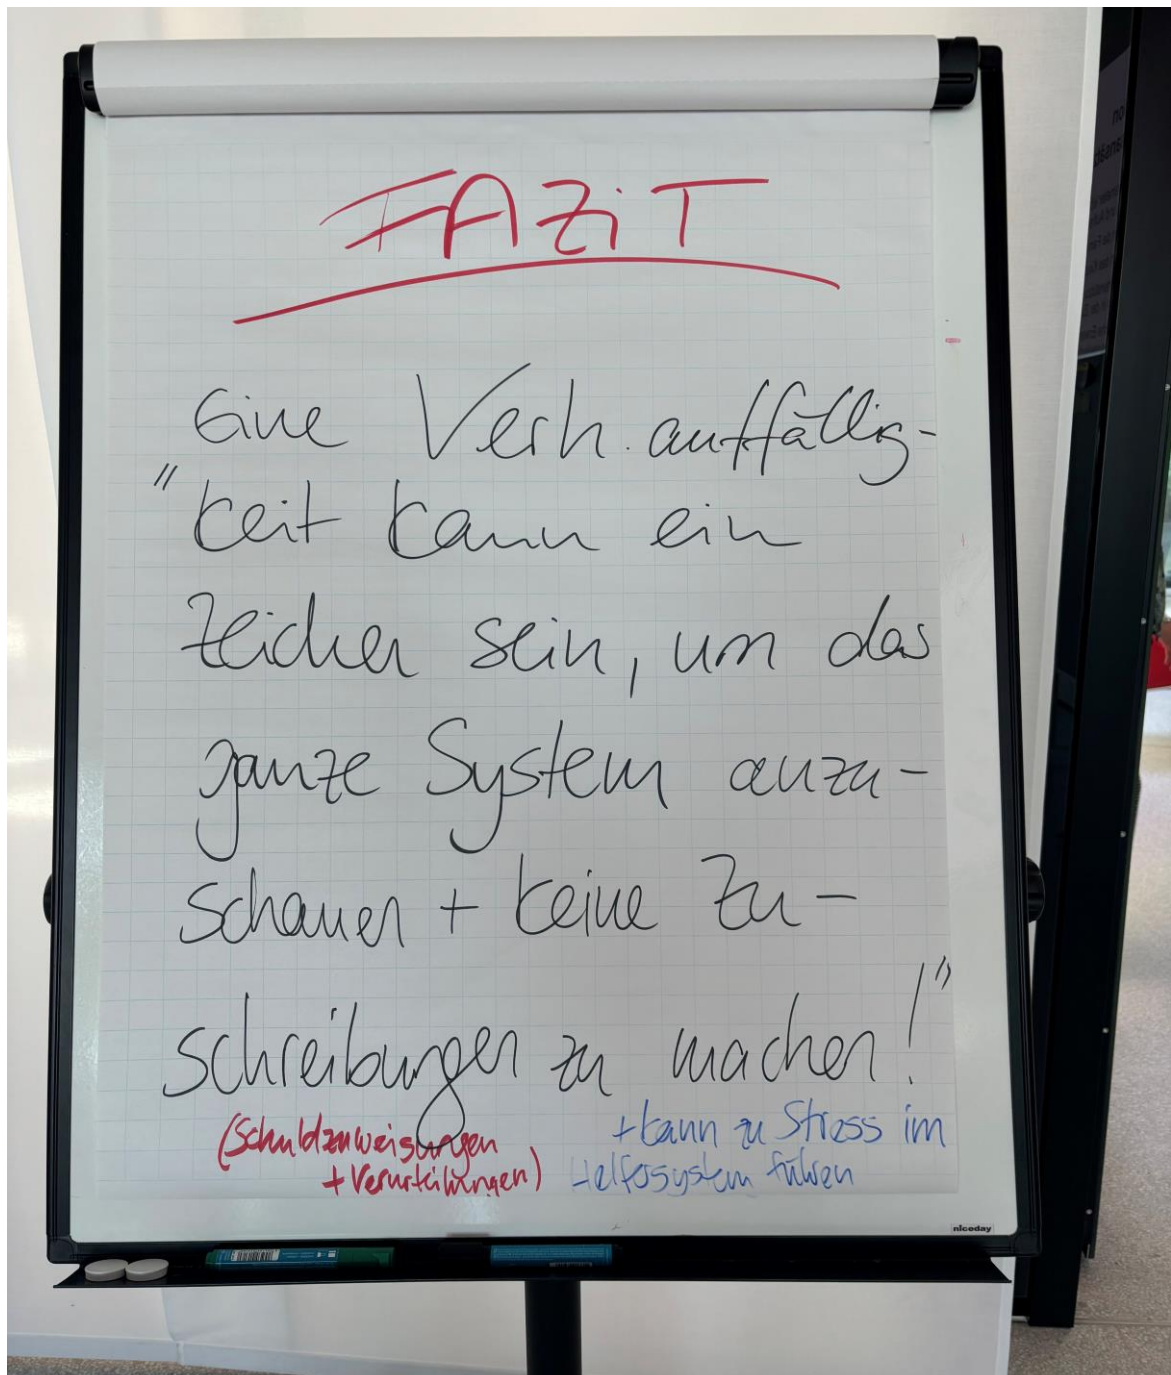 FAZiT
Eine Verh. auffällig-
"keit kann ein
Zeichen sein, um das
ganze System anzu-
schauen + keine Zu-
schreibungen zu machen!"
(Schuldzuweisungen
+ Verurteilungen)
+ kann zu Stress im
Helfersystem führen
nicoday